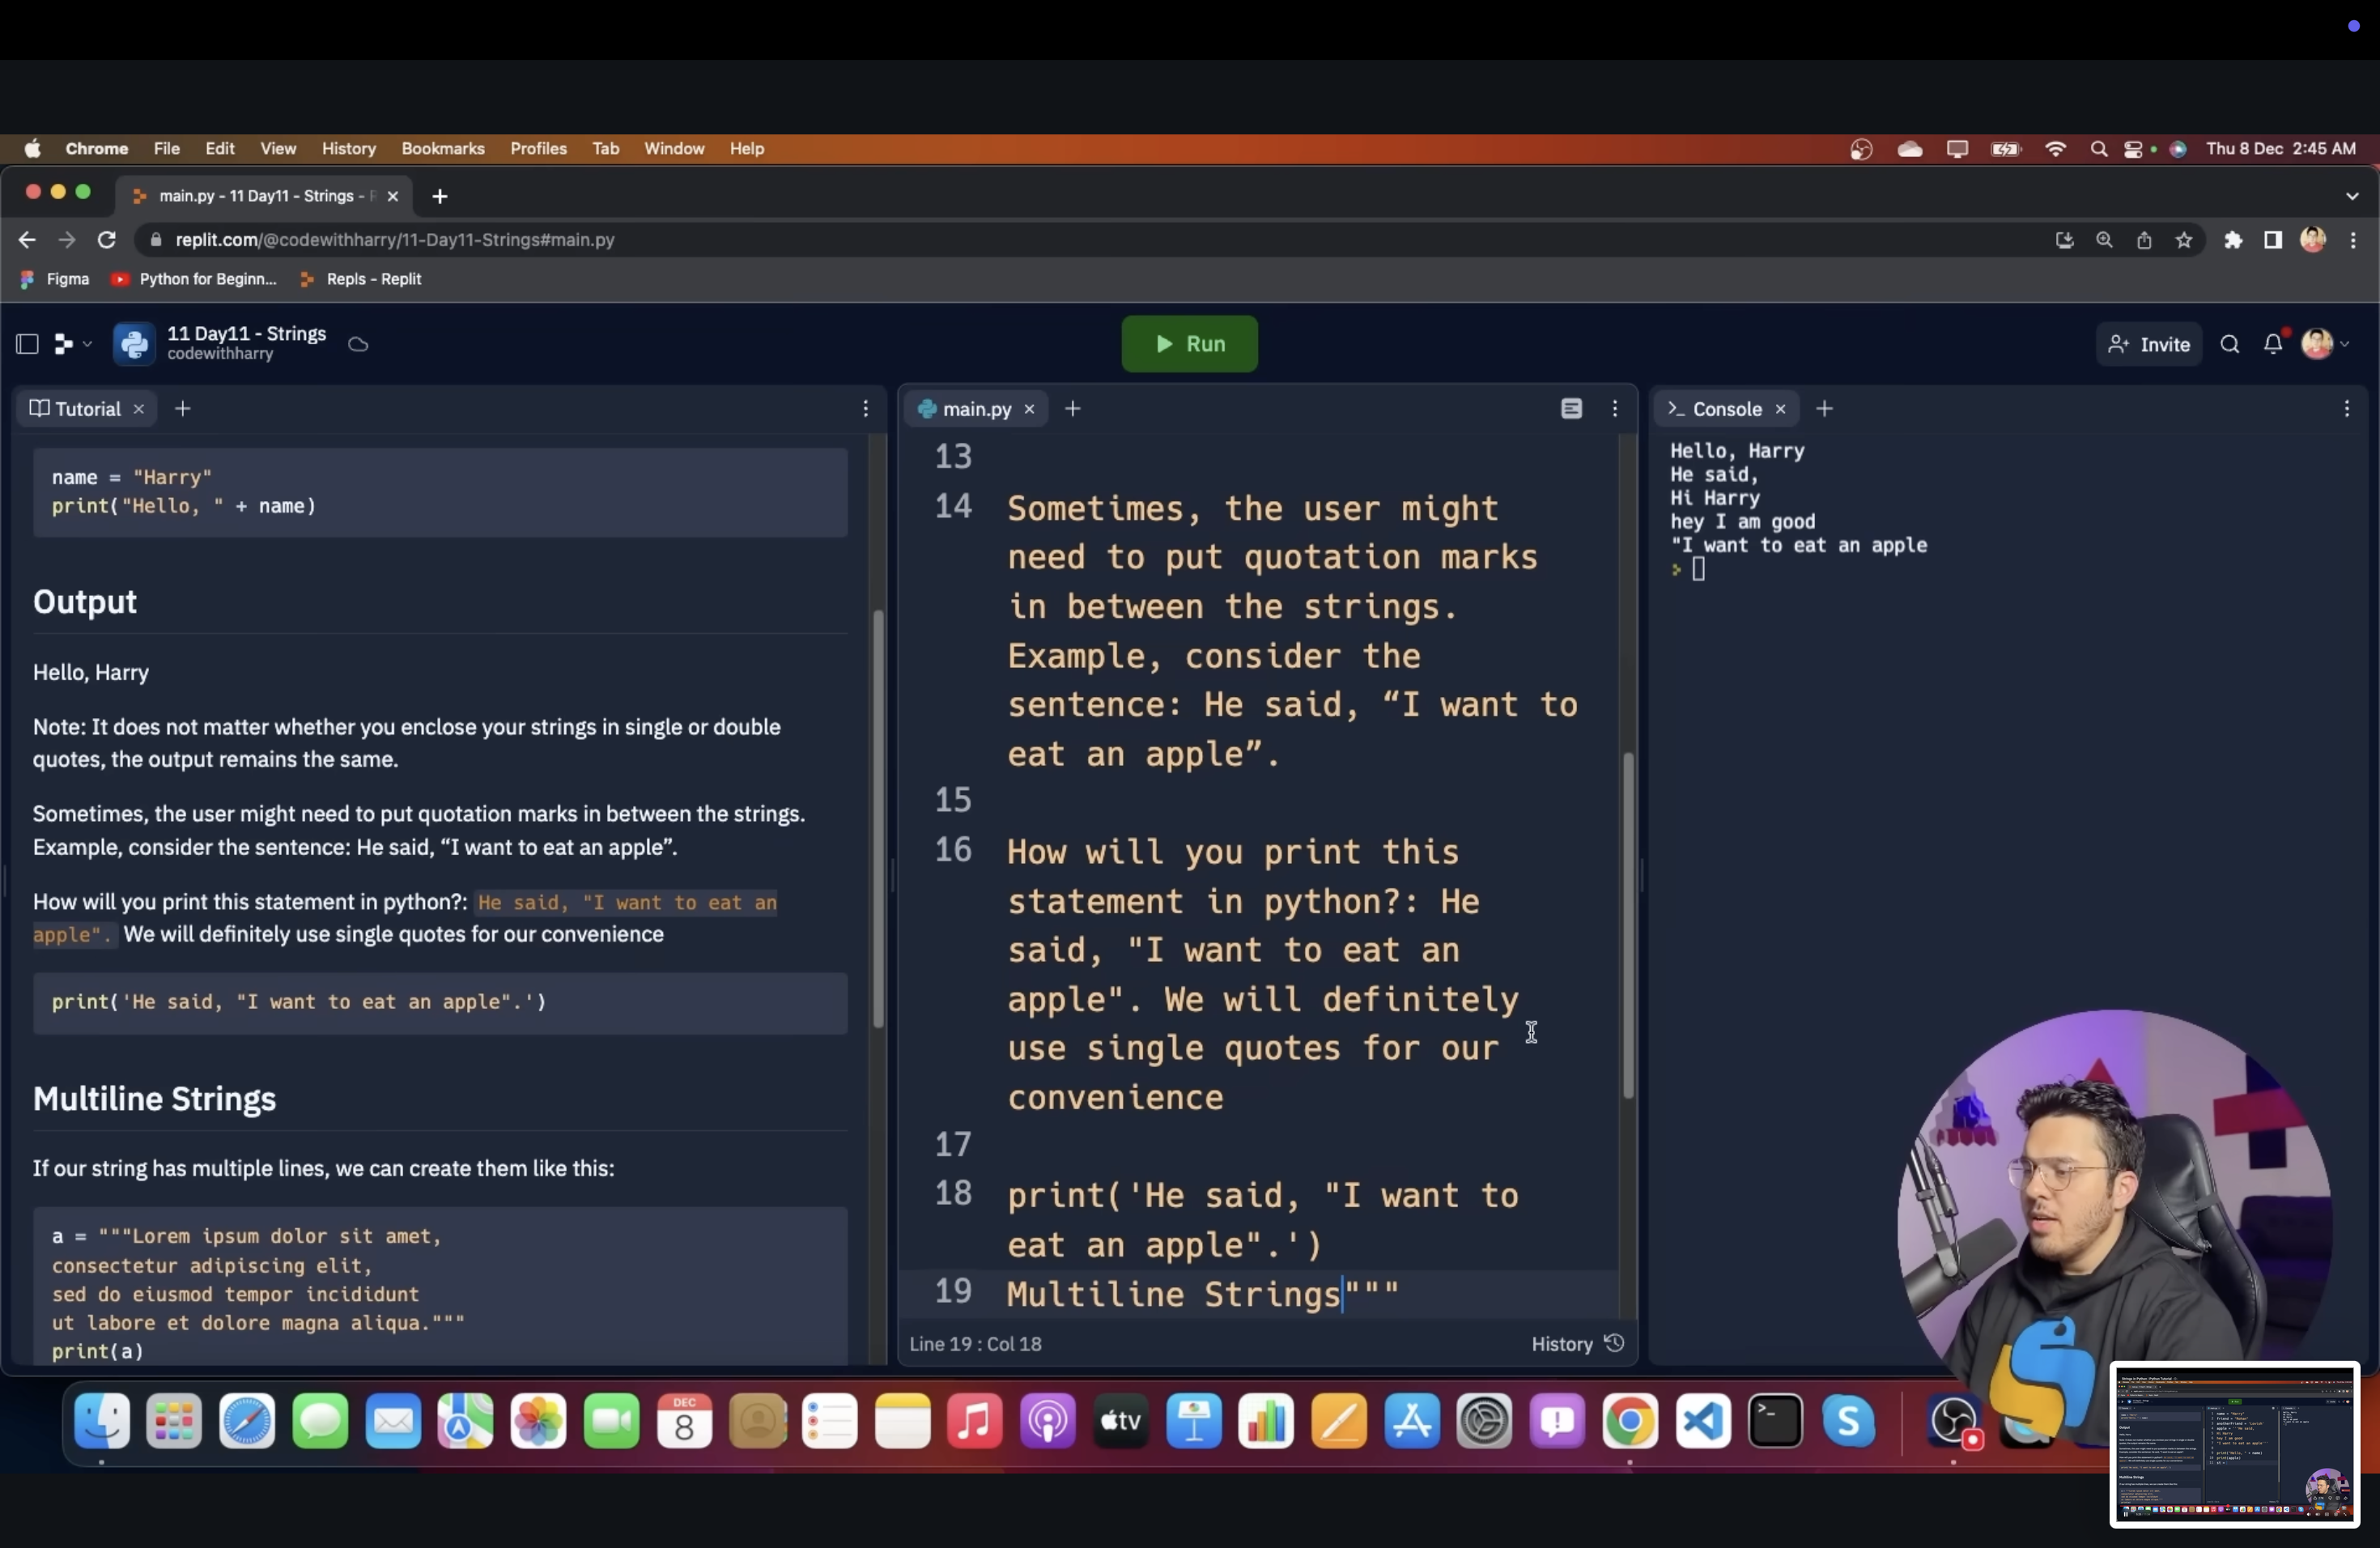 Chrome File Edit View History Bookmarks Profiles Tab Window Help
Thu 8 Dec 2:45 AM
main.py - 11 Day11 - Strings -
replit.com/@codewithharry/11-Day11-Strings#main.py
Figma
Python for Beginn...
Repls - Replit
11 Day11 - Strings
codewithharry
Run
Invite
Tutorial
name = "Harry"
print("Hello, " + name)
Output
Hello, Harry
Note: It does not matter whether you enclose your strings in single or double
quotes, the output remains the same.
Sometimes, the user might need to put quotation marks in between the strings.
Example, consider the sentence: He said, “I want to eat an apple”.
How will you print this statement in python?: He said, "I want to eat an
apple". We will definitely use single quotes for our convenience
print('He said, "I want to eat an apple".')
Multiline Strings
If our string has multiple lines, we can create them like this:
a = """Lorem ipsum dolor sit amet,
consectetur adipiscing elit,
sed do eiusmod tempor incididunt
ut labore et dolore magna aliqua."""
print(a)
main.py
13
14 Sometimes, the user might
need to put quotation marks
in between the strings.
Example, consider the
sentence: He said, “I want to
eat an apple”.
15
16 How will you print this
statement in python?: He
said, "I want to eat an
apple". We will definitely
use single quotes for our
convenience
17
18 print('He said, "I want to
eat an apple".')
19 Multiline Strings"""
Line 19 : Col 18
History
Console
Hello, Harry
He said,
Hi Harry
hey I am good
"I want to eat an apple
DEC
8
tv